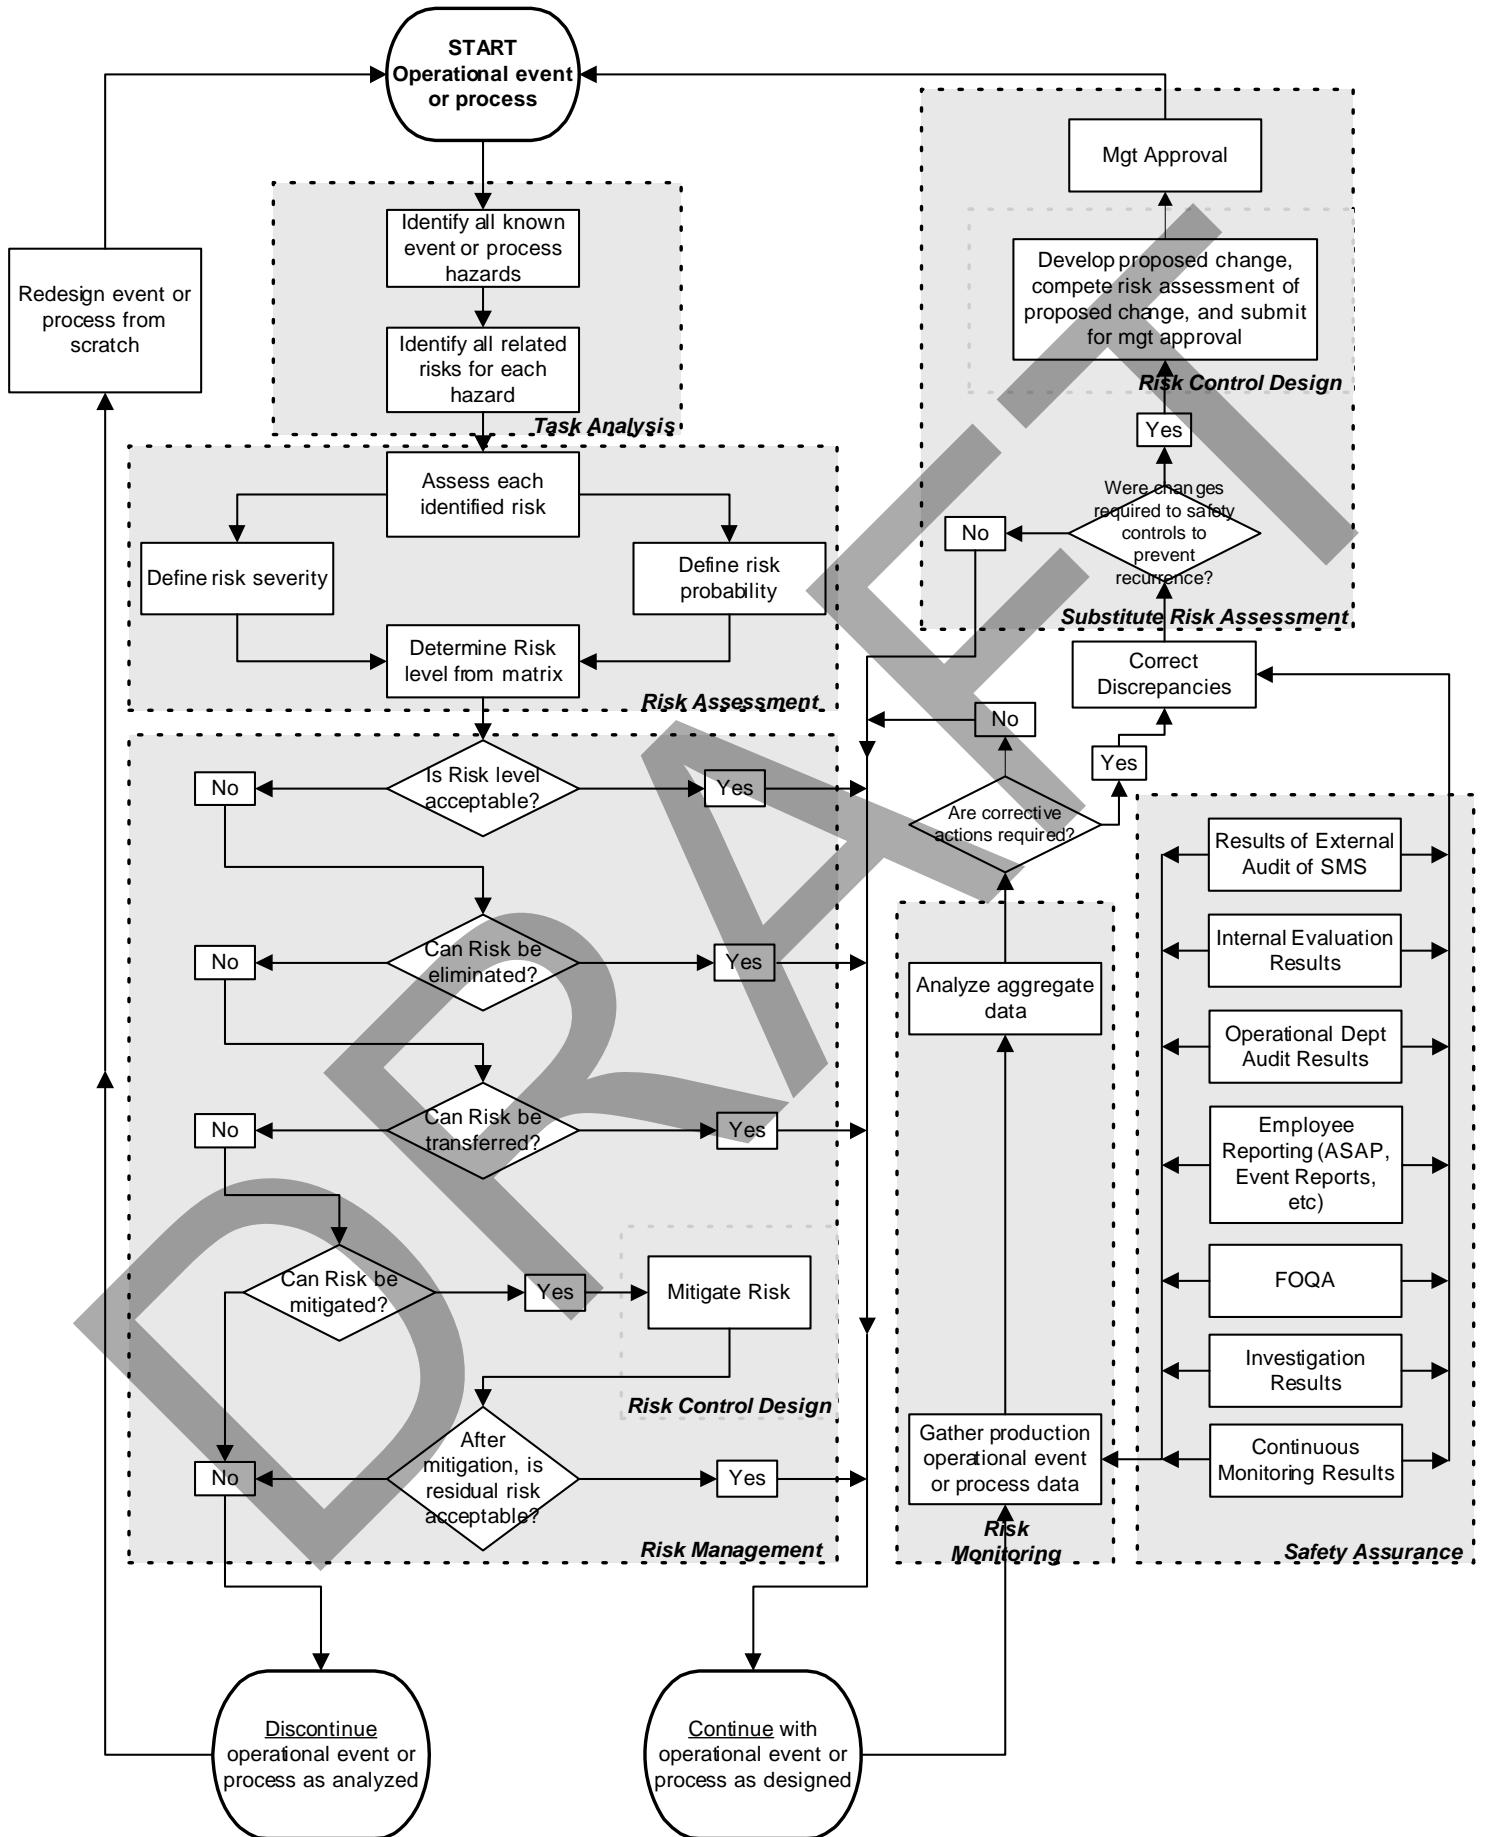 START
Operational event
or process
Identify all known
event or process
hazards
Identify all related
risks for each
hazard
Task Analysis
Redesign event or
process from
scratch
Assess each
identified risk
Define risk severity
Define risk
probability
Determine Risk
level from matrix
Risk Assessment
Is Risk level
acceptable?
No
Yes
Can Risk be
eliminated?
No
Yes
Can Risk be
transferred?
No
Yes
Can Risk be
mitigated?
Yes
Mitigate Risk
Risk Control Design
After
mitigation, is
residual risk
acceptable?
No
Yes
Risk Management
Discontinue
operational event or
process as analyzed
Continue with
operational event or
process as designed
Mgt Approval
Develop proposed change,
compete risk assessment of
proposed change, and submit
for mgt approval
Risk Control Design
Yes
Were changes
required to safety
controls to
prevent
recurrence?
No
Substitute Risk Assessment
Correct
Discrepancies
No
Yes
Are corrective
actions required?
Analyze aggregate
data
Gather production
operational event
or process data
Risk
Monitoring
Results of External
Audit of SMS
Internal Evaluation
Results
Operational Dept
Audit Results
Employee
Reporting (ASAP,
Event Reports,
etc)
FOQA
Investigation
Results
Continuous
Monitoring Results
Safety Assurance
DRAFT